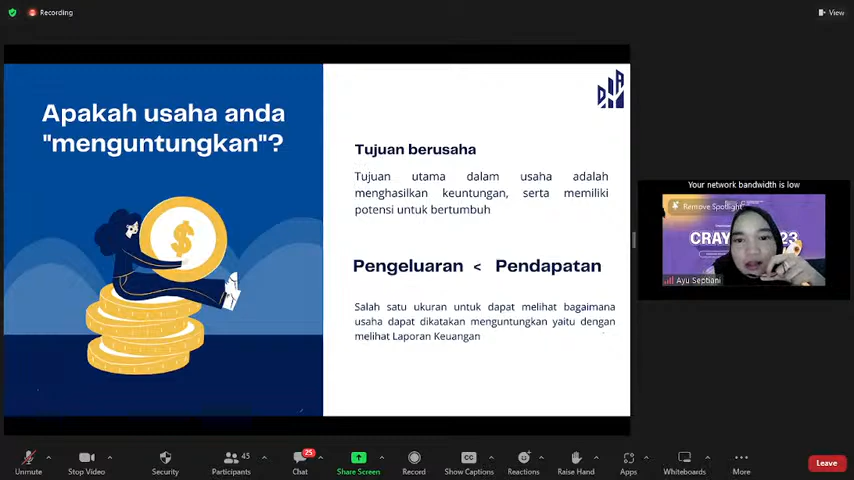 Recording
View
Apakah usaha anda
"menguntungkan"?
Tujuan berusaha
Tujuan utama dalam usaha adalah
menghasilkan keuntungan, serta memiliki
potensi untuk bertumbuh
Pengeluaran < Pendapatan
Salah satu ukuran untuk dapat melihat bagaimana
usaha dapat dikatakan menguntungkan yaitu dengan
melihat Laporan Keuangan
Your network bandwidth is low
Remove Spotlight
CRAY 23
Ayu Septiani
Unmute
Stop Video
Security
45
Participants
25
Chat
Share Screen
Record
CC
Show Captions
Reactions
Raise Hand
Apps
Whiteboards
More
Leave